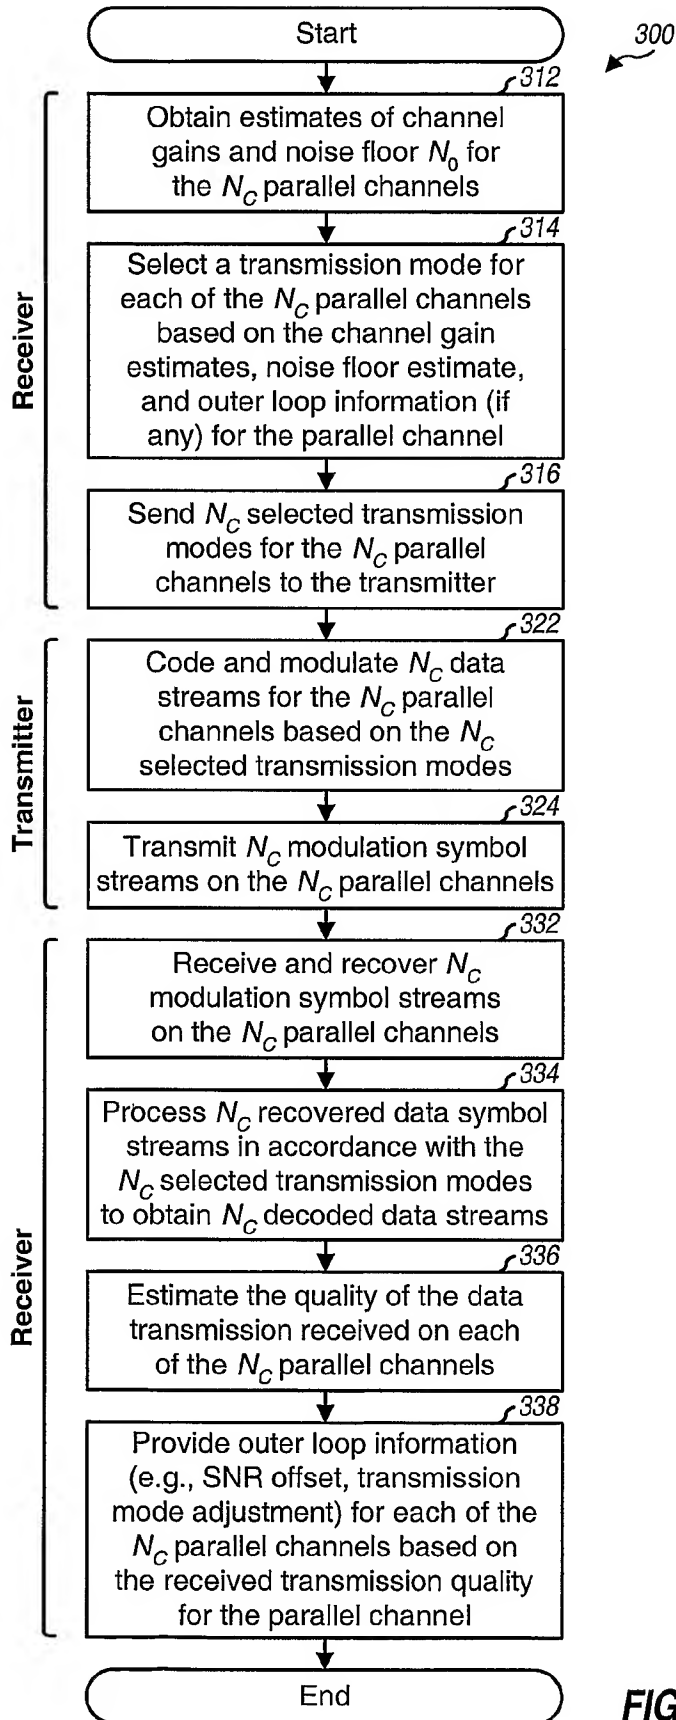 Start
300
312
Obtain estimates of channel
gains and noise floor N0 for
the NC parallel channels
314
Select a transmission mode for
each of the NC parallel channels
based on the channel gain
estimates, noise floor estimate,
and outer loop information (if
any) for the parallel channel
316
Send NC selected transmission
modes for the NC parallel
channels to the transmitter
Receiver
322
Code and modulate NC data
streams for the NC parallel
channels based on the NC
selected transmission modes
324
Transmit NC modulation symbol
streams on the NC parallel channels
Transmitter
332
Receive and recover NC
modulation symbol streams
on the NC parallel channels
334
Process NC recovered data symbol
streams in accordance with the
NC selected transmission modes
to obtain NC decoded data streams
336
Estimate the quality of the data
transmission received on each
of the NC parallel channels
338
Provide outer loop information
(e.g., SNR offset, transmission
mode adjustment) for each of the
NC parallel channels based on
the received transmission quality
for the parallel channel
Receiver
End
FIG